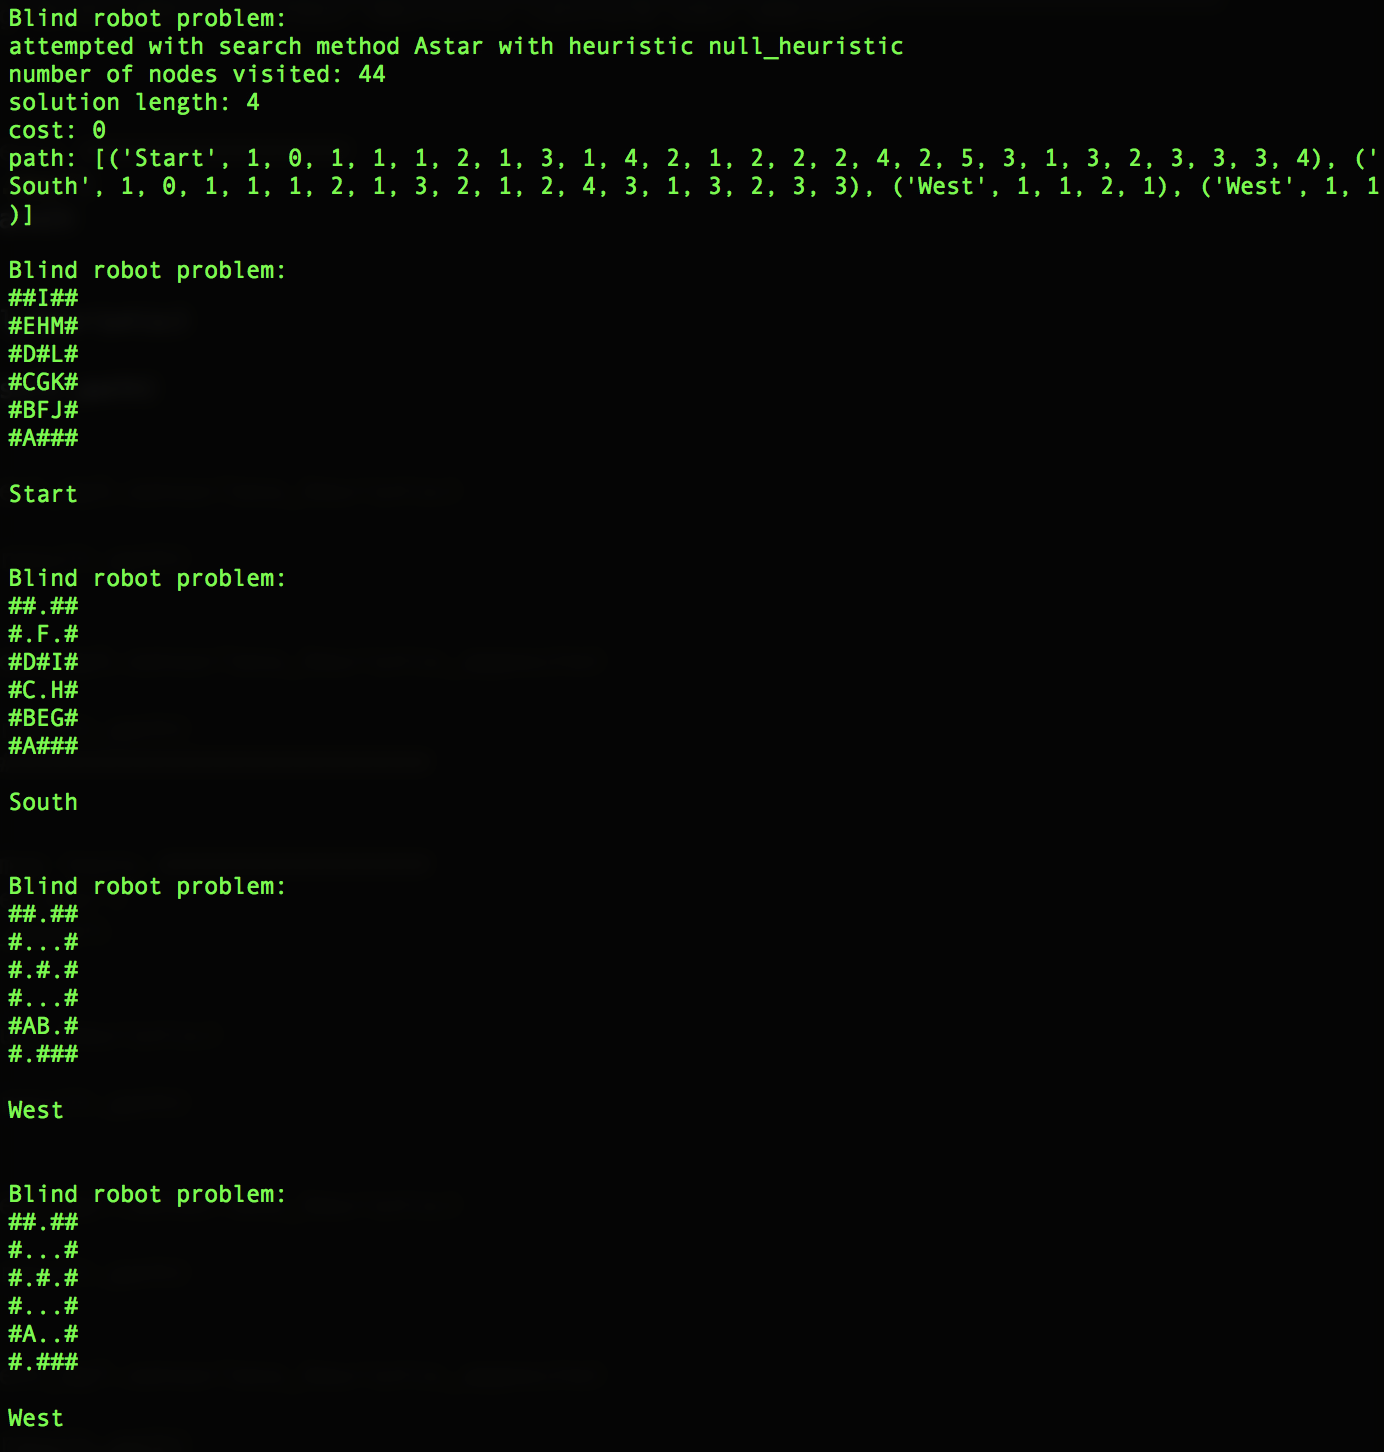 Blind robot problem:
attempted with search method Astar with heuristic null_heuristic
number of nodes visited: 44
solution length: 4
cost: 0
path: [('Start', 1, 0, 1, 1, 1, 2, 1, 3, 1, 4, 2, 1, 2, 2, 2, 4, 2, 5, 3, 1, 3, 2, 3, 3, 3, 4), ('
South', 1, 0, 1, 1, 1, 2, 1, 3, 2, 1, 2, 4, 3, 1, 3, 2, 3, 3), ('West', 1, 1, 2, 1), ('West', 1, 1
)]
Blind robot problem:
##I##
#EHM#
#D#L#
#CGK#
#BFJ#
#A###
Start
Blind robot problem:
##.##
#.F.#
#D#I#
#C.H#
#BEG#
#A###
South
Blind robot problem:
##.##
#...#
#.#.#
#...#
#AB.#
#.###
West
Blind robot problem:
##.##
#...#
#.#.#
#...#
#A..#
#.###
West